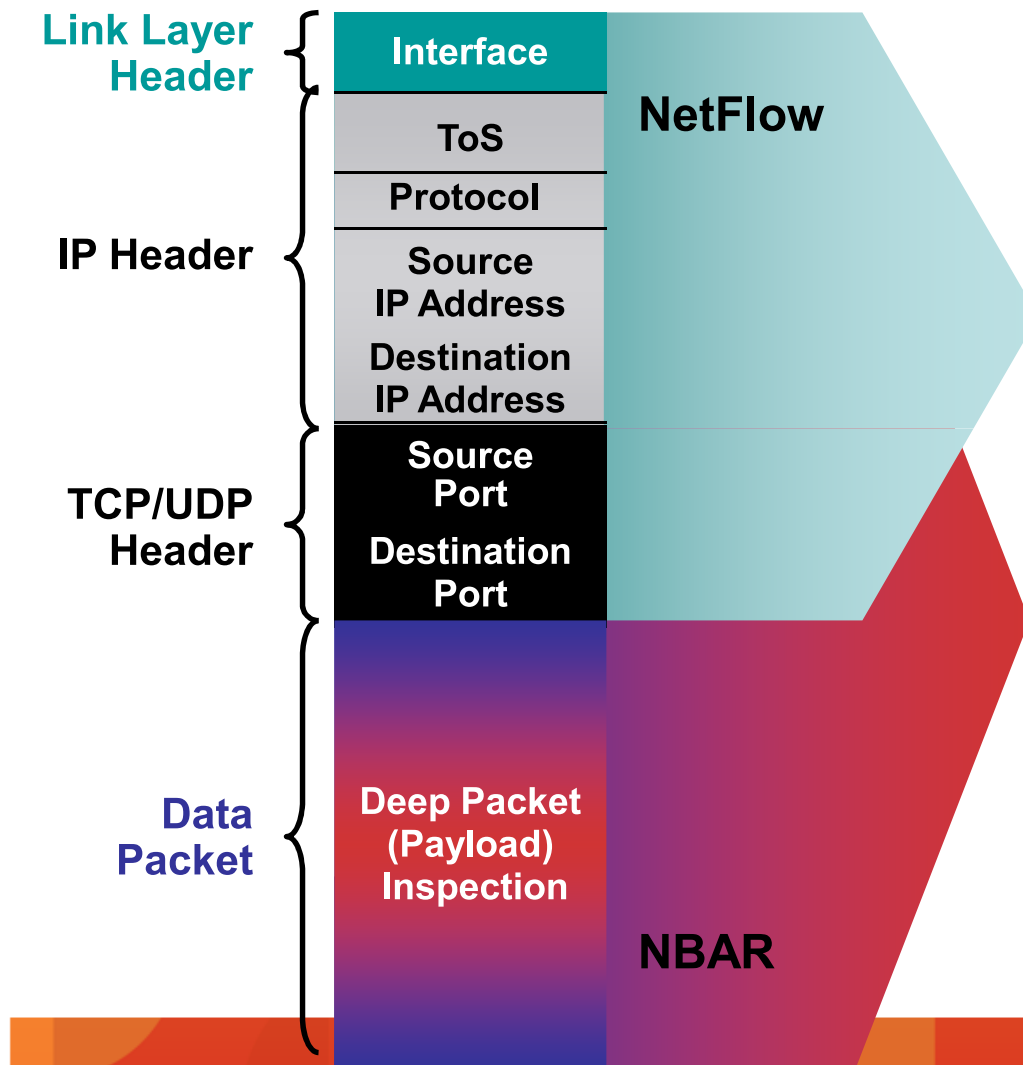 Link Layer
Header
Interface
NetFlow
ToS
Protocol
IP Header
Source
IP Address
Destination
IP Address
TCP/UDP
Header
Source
Port
Destination
Port
Data
Packet
Deep Packet
(Payload)
Inspection
NBAR